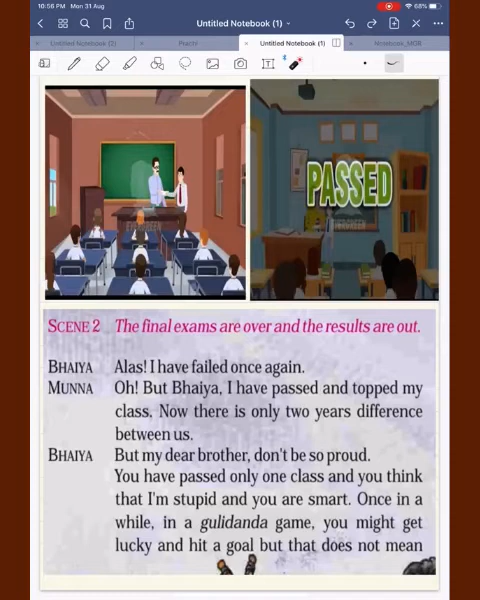 10:56 PM Mon 31 Aug
68%
Untitled Notebook (1)
Untitled Notebook (2)
Practil
Untitled Notebook (1)
Notebook_MOB
PASSED
SCENE 2 The final exams are over and the results are out.
BHAIYA Alas! I have failed once again.
MUNNA Oh! But Bhaiya, I have passed and topped my
class. Now there is only two years difference
between us.
BHAIYA But my dear brother, don't be so proud.
You have passed only one class and you think
that I'm stupid and you are smart. Once in a
while, in a gulidanda game, you might get
lucky and hit a goal but that does not mean